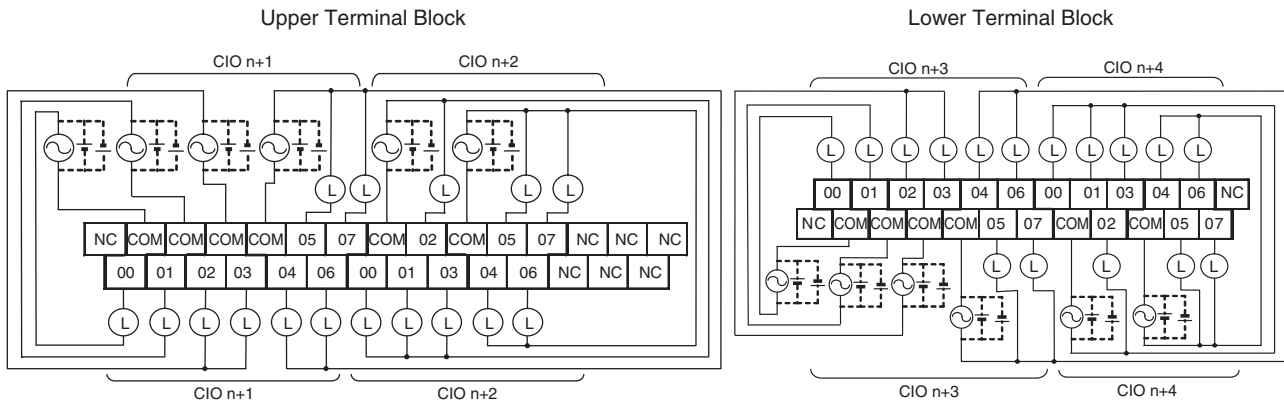 Upper Terminal Block
Lower Terminal Block
CIO n+1 CIO n+2
CIO n+3 CIO n+4
L L L L L
NC COM COM COM COM 05 07 COM 02 COM 05 07 NC NC NC
00 01 02 03 04 06 00 01 03 04 06 NC NC NC
L L L L L L L L L L L
CIO n+1 CIO n+2
L L L L L L L L L L L
00 01 02 03 04 06 00 01 03 04 06 NC
NC COM COM COM COM 05 07 COM 02 COM 05 07
L L L L L
CIO n+3 CIO n+4